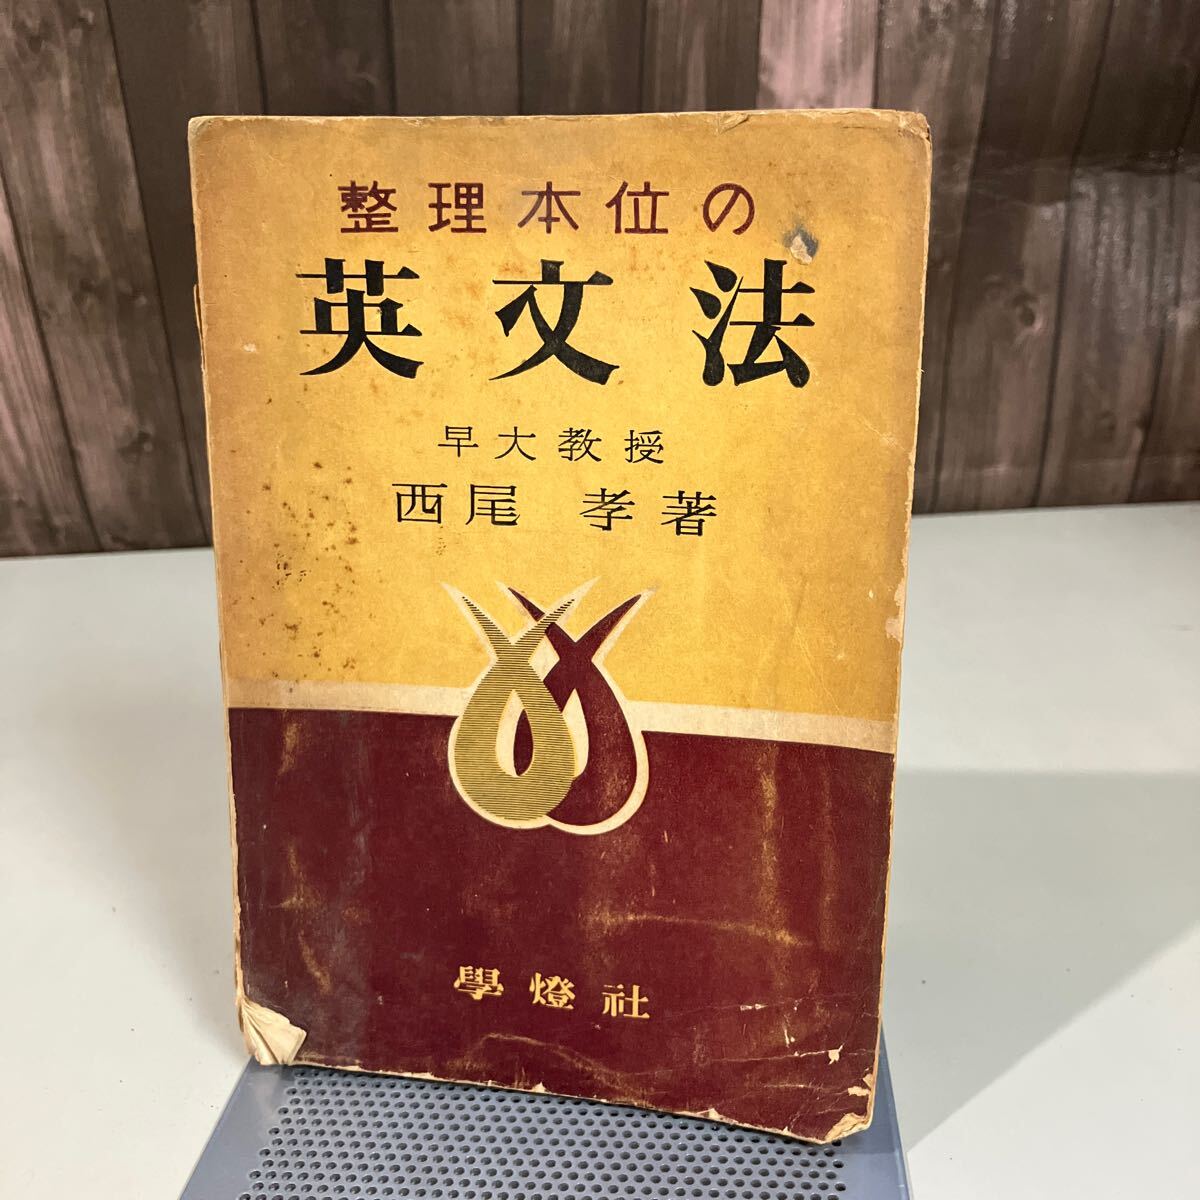 整理本位の
英文法
早大教授
西尾 孝著
學燈社